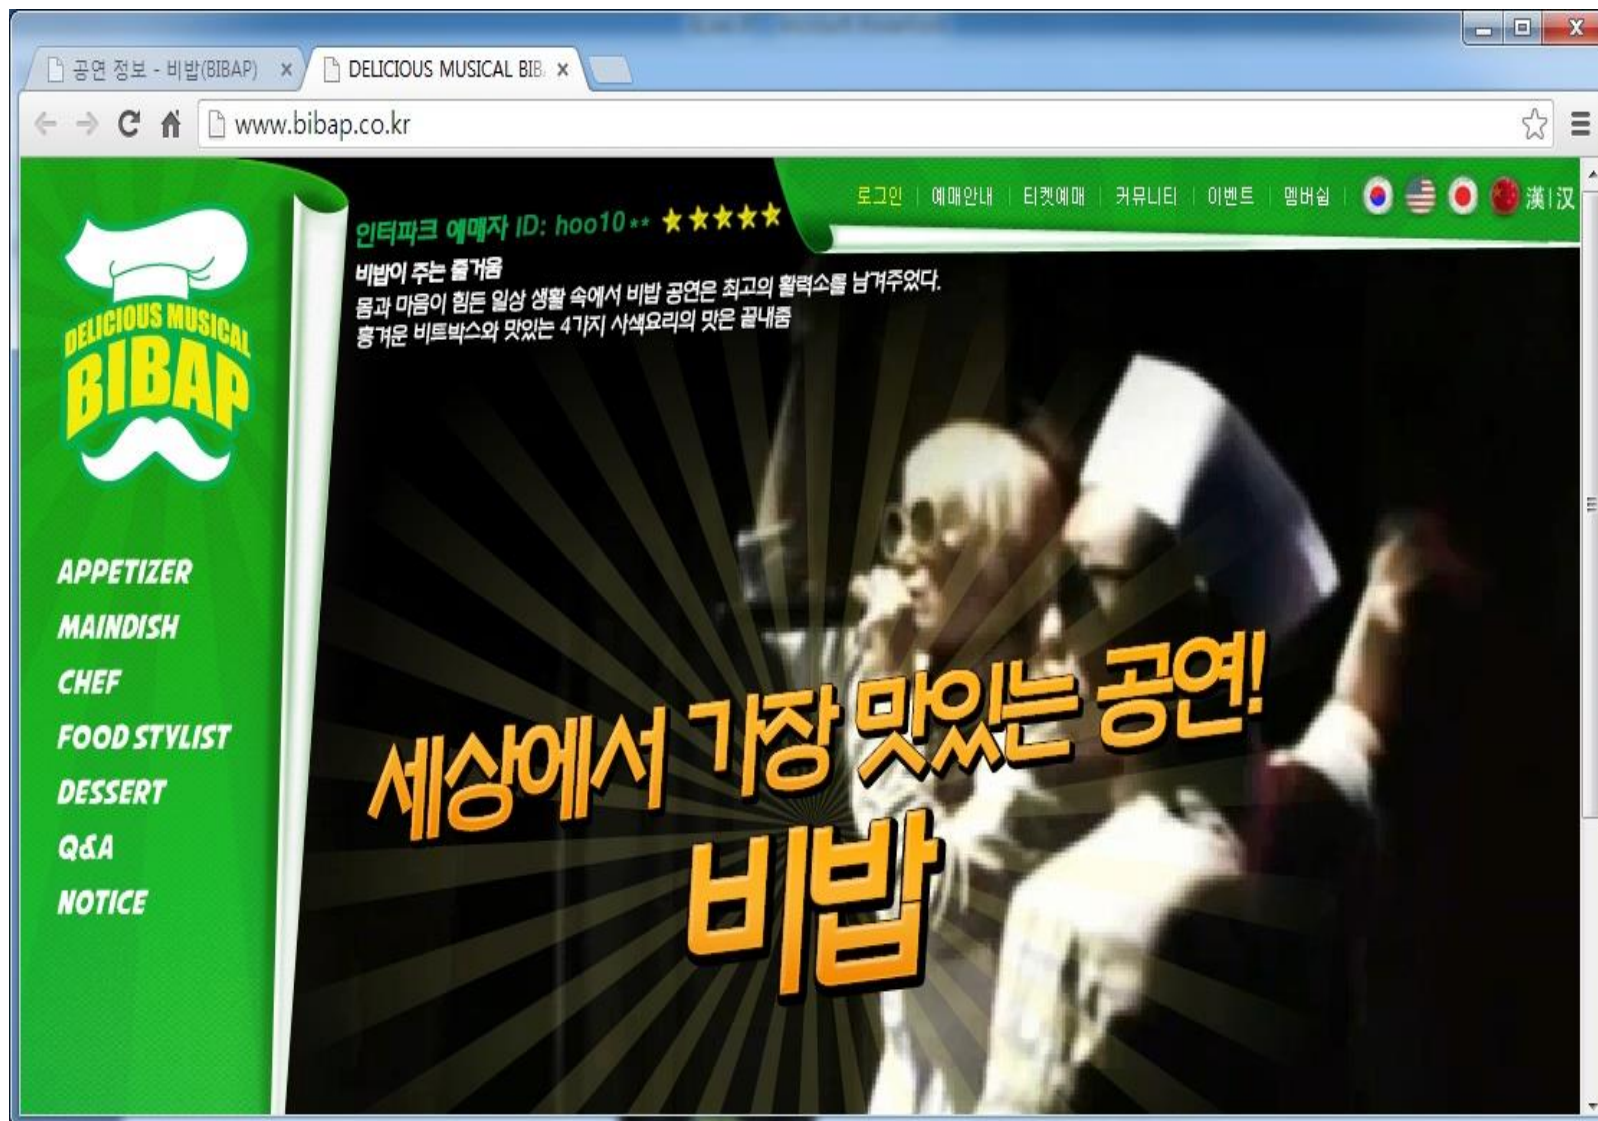 공연 정보 - 비밥(BIBAP)
DELICIOUS MUSICAL BIB
www.bibap.co.kr
로그인 | 예매안내 | 티켓예매 | 커뮤니티 | 이벤트 | 멤버쉽 | 漢 | 汉
인터파크 예매자 ID: hoo10** ★★★★★
비밥이 주는 즐거움
몸과 마음이 힘든 일상 생활 속에서 비밥 공연은 최고의 활력소를 남겨주었다.
흥겨운 비트박스와 맛있는 4가지 사색요리의 맛은 끝내줌
DELICIOUS MUSICAL
BIBAP
APPETIZER
MAINDISH
CHEF
FOOD STYLIST
DESSERT
Q&A
NOTICE
세상에서 가장 맛있는 공연!
비밥